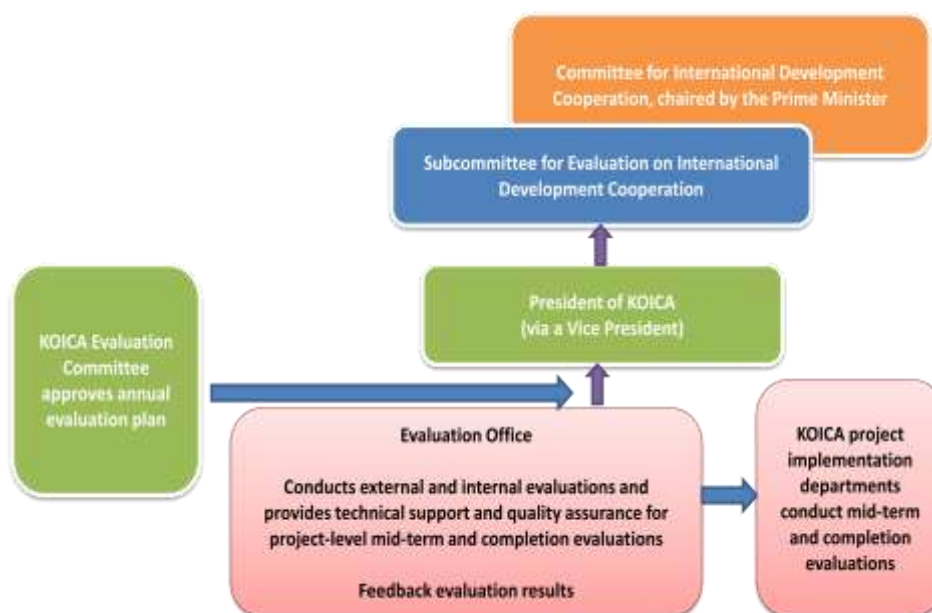 Committee for International Development
Cooperation, chaired by the Prime Minister
Subcommittee for Evaluation on International
Development Cooperation
President of KOICA
(via a Vice President)
KOICA Evaluation
Committee
approves annual
evaluation plan
Evaluation Office
Conducts external and internal evaluations and
provides technical support and quality assurance for
project-level mid-term and completion evaluations
Feedback evaluation results
KOICA project
implementation
departments
conduct mid-term
and completion
evaluations